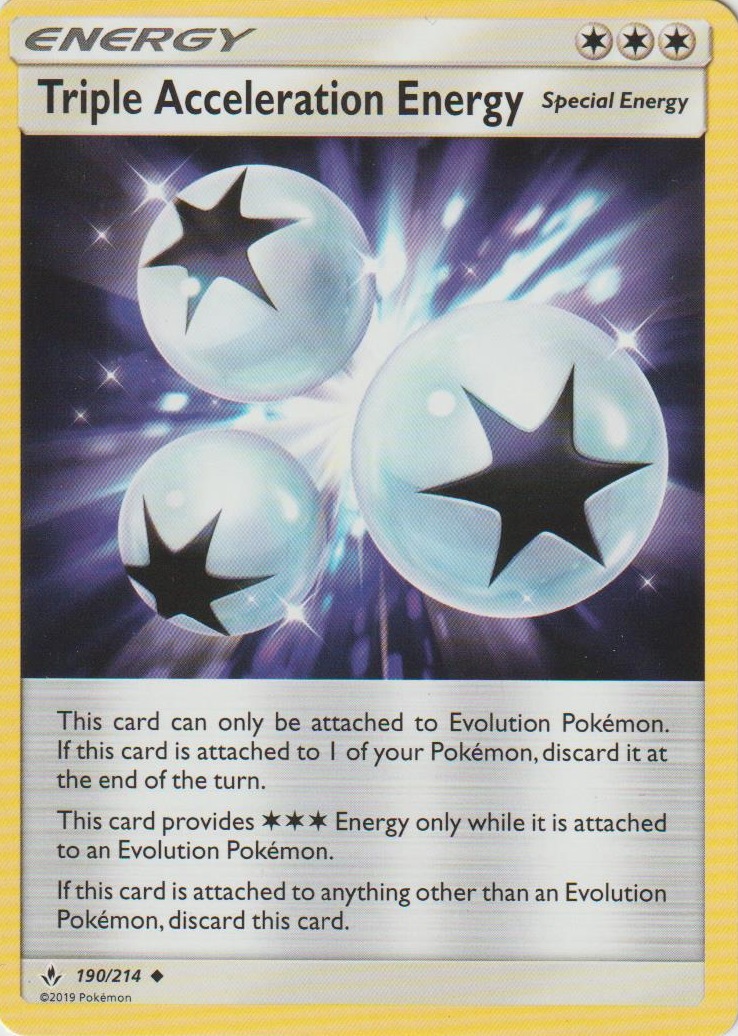 ENERGY
Triple Acceleration Energy Special Energy
This card can only be attached to Evolution Pokémon.
If this card is attached to 1 of your Pokémon, discard it at
the end of the turn.
This card provides ✶✶✶ Energy only while it is attached
to an Evolution Pokémon.
If this card is attached to anything other than an Evolution
Pokémon, discard this card.
190/214 ◆
©2019 Pokémon